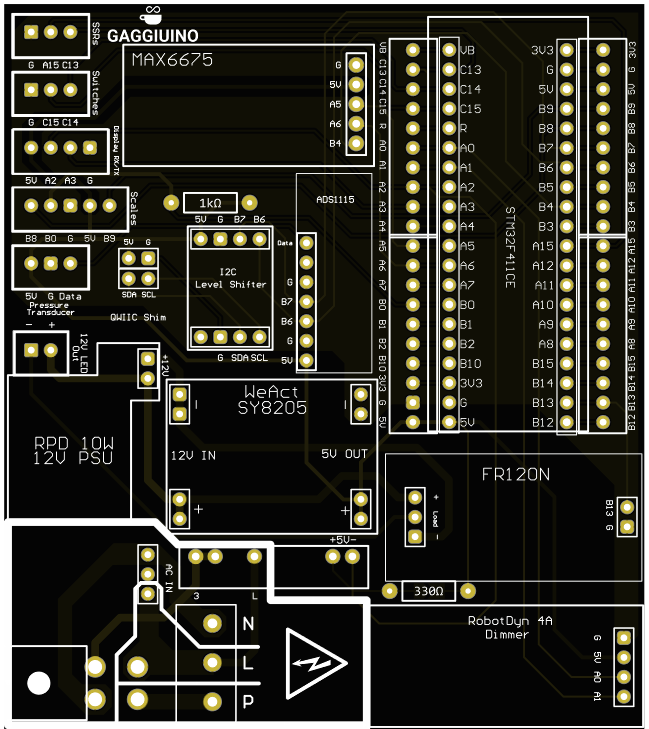 GAGGIUINO
SSRs
G A15 C13
Switches
G C15 C14
Display RX/TX
5V A2 A3 G
Scales
B8 B0 G 5V B9
5V G Data
Pressure
Transducer
MAX6675
G
5V
A5
A6
B4
1kΩ
5V G B7 B6
I2C
Level Shifter
G SDA SCL
5V G
SDA SCL
QWIIC Shim
ADS1115
Data
G
B7
B6
G
5V
VB
C13
C14
C15
R
A0
A1
A2
A3
A4
A5
A6
A7
B0
B1
B2
B10
3V3
G
5V
VB
C13
C14
C15
R
A0
A1
A2
A3
A4
A5
A6
A7
B0
B1
B2
B10
3V3
G
5V
STM32F411CE
3V3
G
5V
B9
B8
B7
B6
B5
B4
B3
A15
A12
A11
A10
A9
A8
B15
B14
B13
B12
3V3
G
5V
B9
B8
B7
B6
B5
B4
B3
A15
A12
A11
A10
A9
A8
B15
B14
B13
B12
- +
12V LED
Out
+12V
-
RPD 10W
12V PSU
WeAct
SY8205
- -
12V IN 5V OUT
+ +
FR120N
+
Load
-
B13
G
+5V-
AC IN
3 L
330Ω
N
L
P
RobotDyn 4A
Dimmer
G
5V
A0
A1